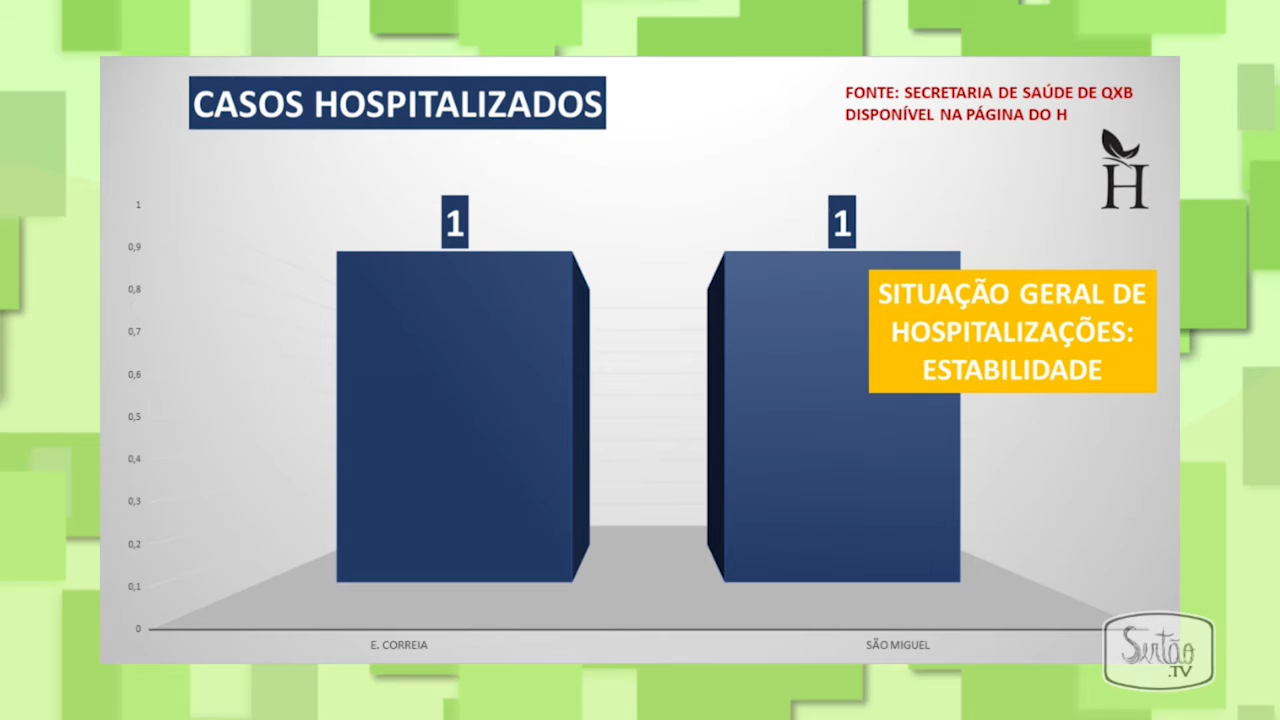 CASOS HOSPITALIZADOS
FONTE: SECRETARIA DE SAÚDE DE QXB
DISPONÍVEL NA PÁGINA DO H
H
1
1
1
0,9
0,8
0,7
0,6
0,5
0,4
0,3
0,2
0,1
0
SITUAÇÃO GERAL DE
HOSPITALIZAÇÕES:
ESTABILIDADE
E. CORREIA
SÃO MIGUEL
Sertão
.TV